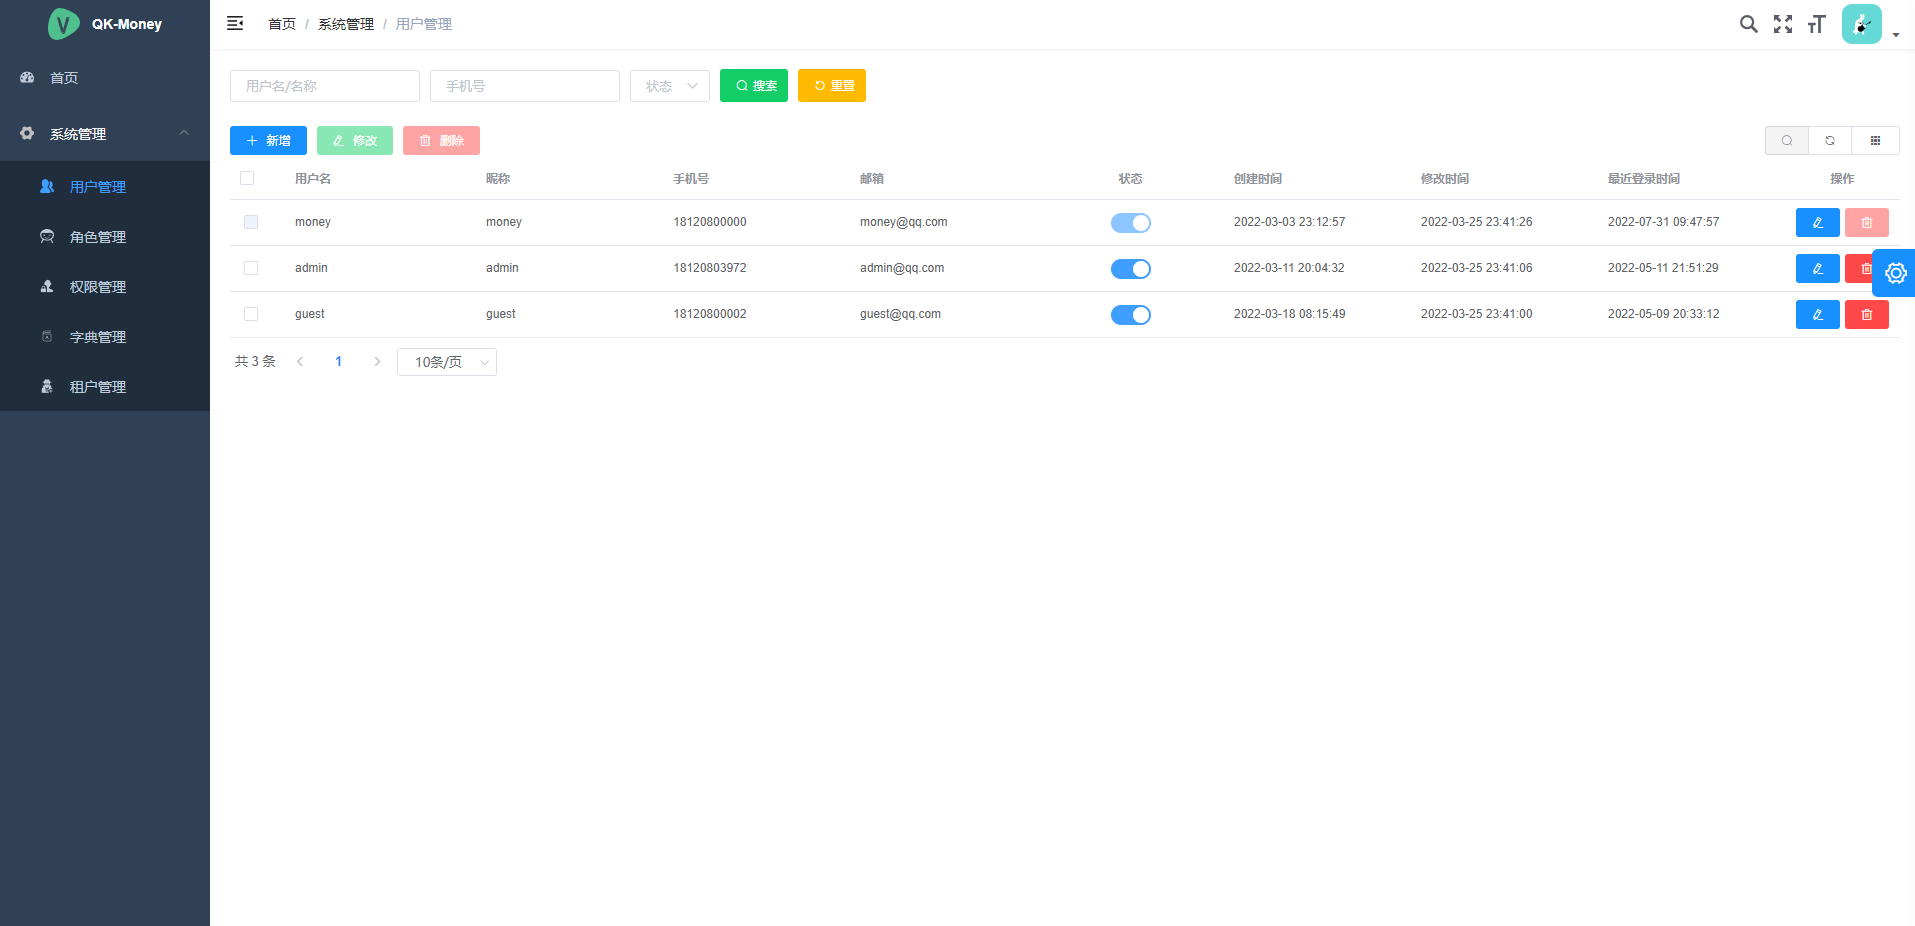 QK-Money
首页
系统管理
用户管理
角色管理
权限管理
字典管理
租户管理
首页 / 系统管理 / 用户管理
用户名/名称 手机号 状态 搜索 重置
新增 修改 删除
用户名 昵称 手机号 邮箱 状态 创建时间 修改时间 最近登录时间 操作
money money 18120800000 money@qq.com 2022-03-03 23:12:57 2022-03-25 23:41:26 2022-07-31 09:47:57
admin admin 18120803972 admin@qq.com 2022-03-11 20:04:32 2022-03-25 23:41:06 2022-05-11 21:51:29
guest guest 18120800002 guest@qq.com 2022-03-18 08:15:49 2022-03-25 23:41:00 2022-05-09 20:33:12
共 3 条 1 10条/页